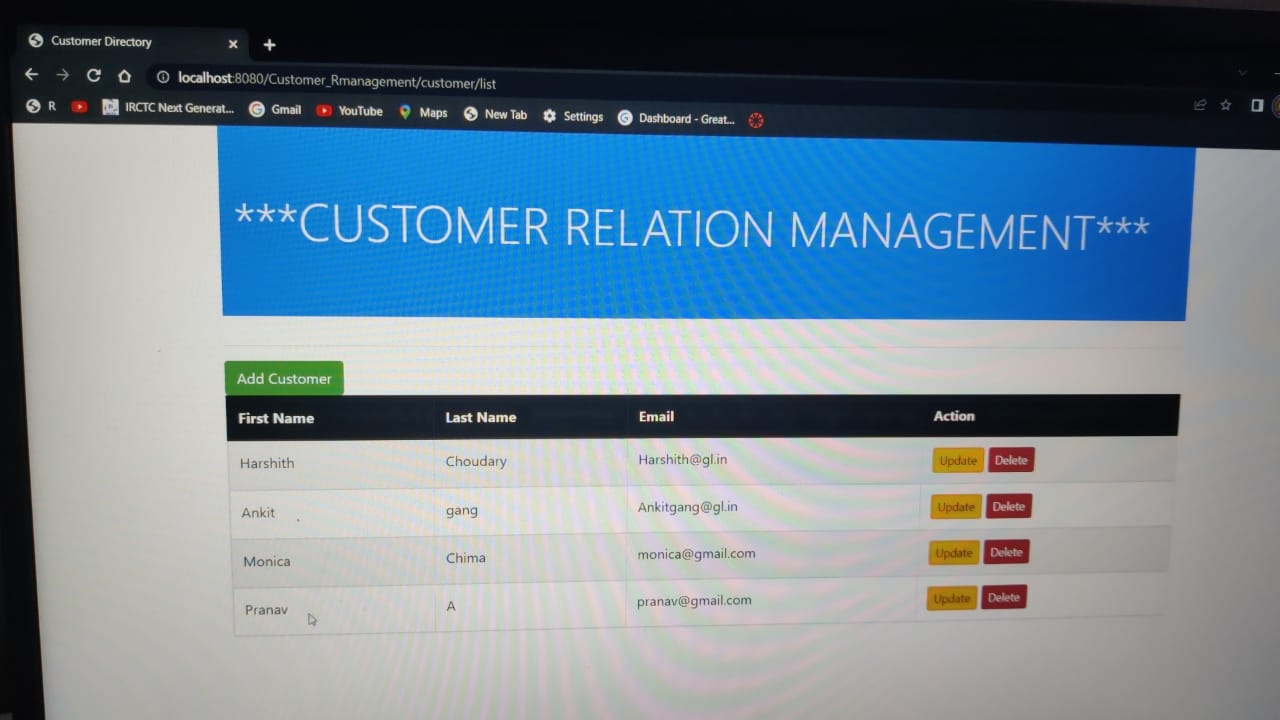 Customer Directory
localhost:8080/Customer_Rmanagement/customer/list
R IRCTC Next Generat... Gmail YouTube Maps New Tab Settings Dashboard - Great...
***CUSTOMER RELATION MANAGEMENT***
Add Customer
First Name Last Name Email Action
Harshith Choudary Harshith@gl.in Update Delete
Ankit gang Ankitgang@gl.in Update Delete
Monica Chima monica@gmail.com Update Delete
Pranav A pranav@gmail.com Update Delete